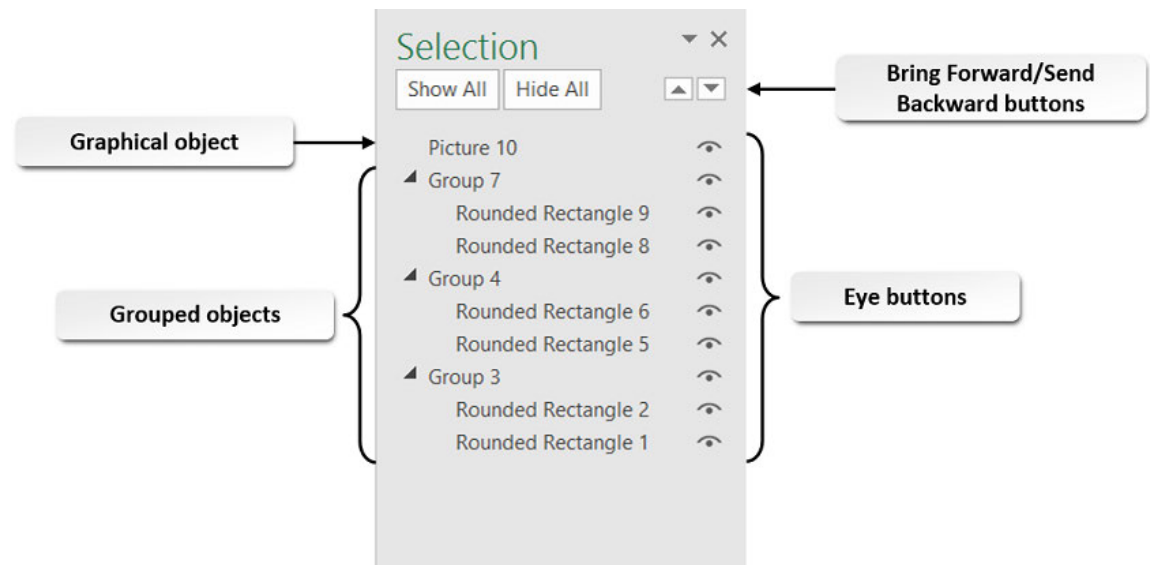 Selection
Show All Hide All
Bring Forward/Send
Backward buttons
Graphical object
Picture 10
Group 7
Rounded Rectangle 9
Rounded Rectangle 8
Group 4
Rounded Rectangle 6
Rounded Rectangle 5
Group 3
Rounded Rectangle 2
Rounded Rectangle 1
Grouped objects
Eye buttons